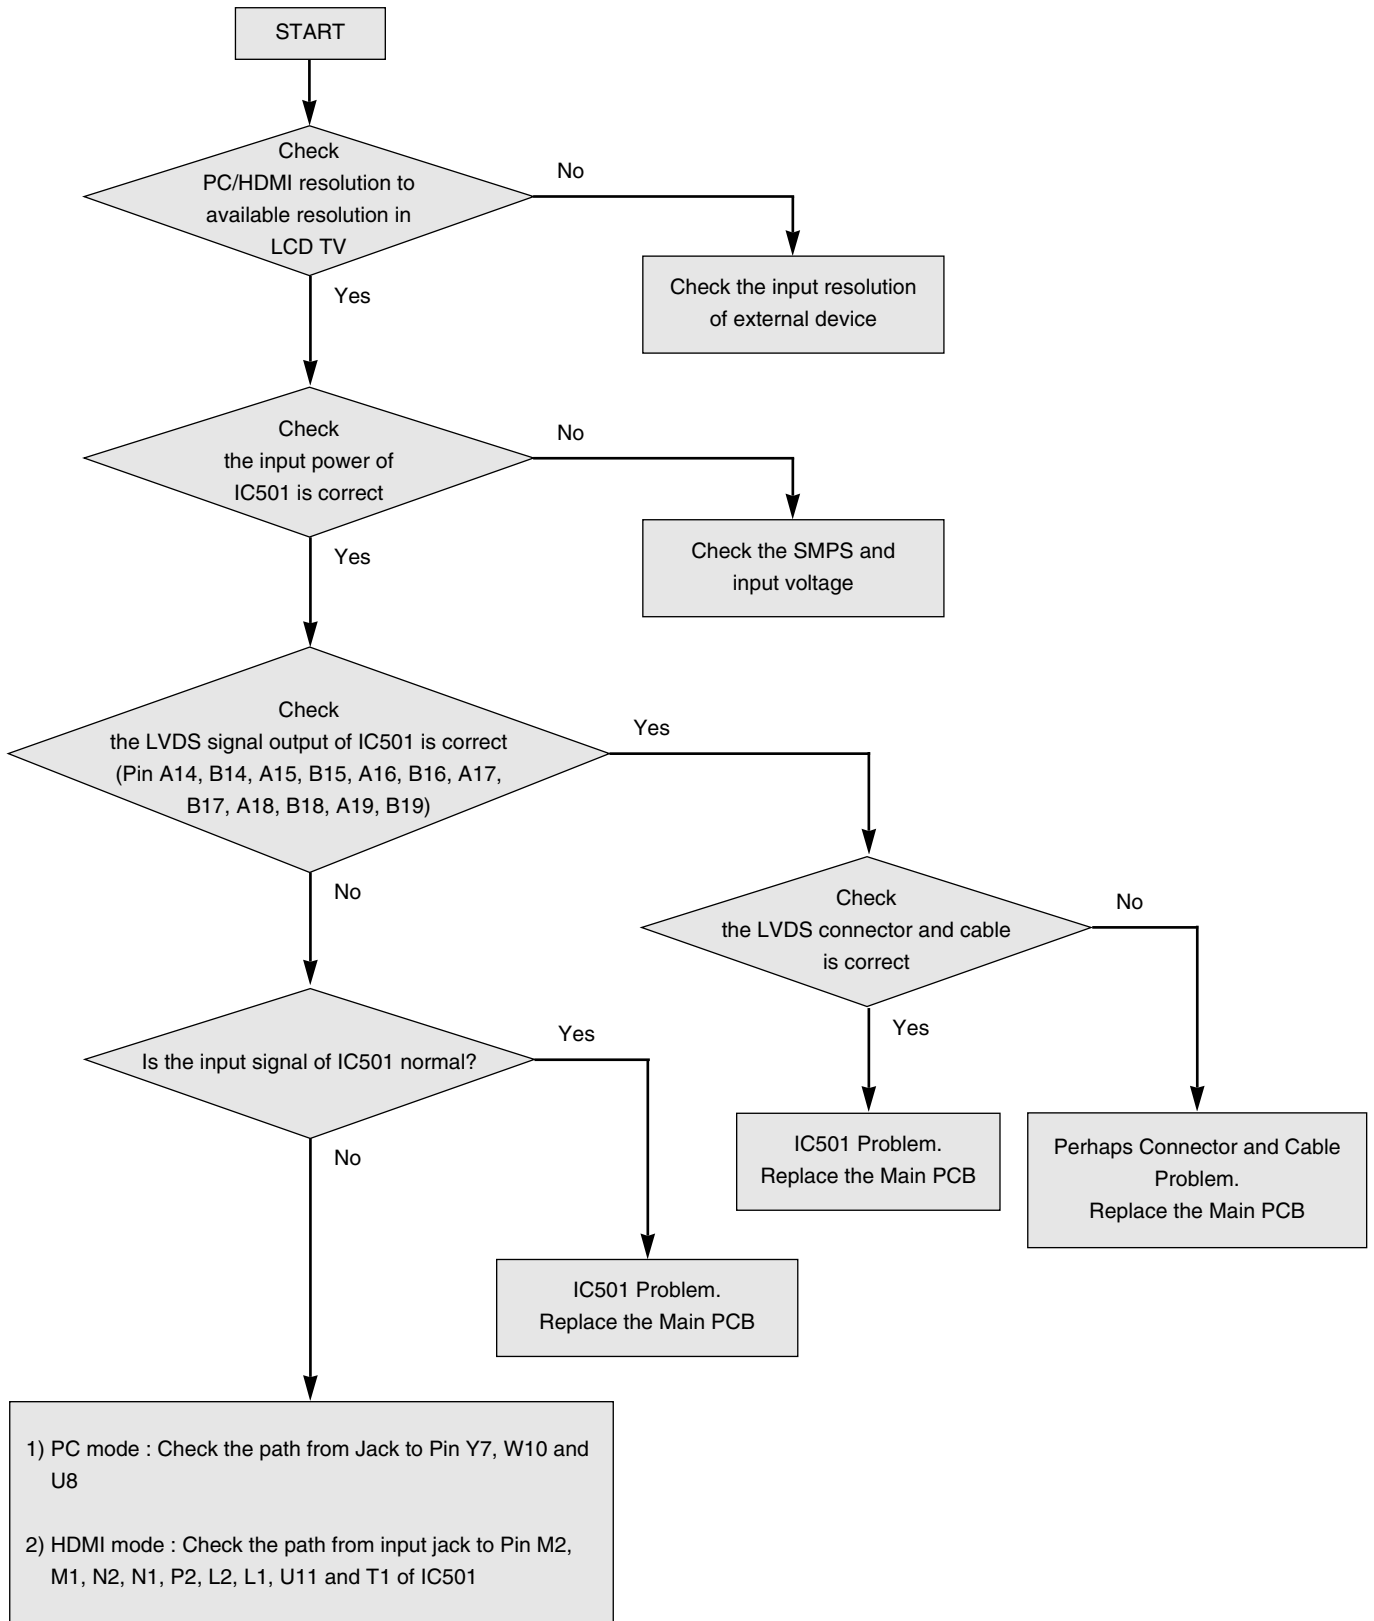 START
Check
PC/HDMI resolution to
available resolution in
LCD TV
No
Check the input resolution
of external device
Yes
Check
the input power of
IC501 is correct
No
Check the SMPS and
input voltage
Yes
Check
the LVDS signal output of IC501 is correct
(Pin A14, B14, A15, B15, A16, B16, A17,
B17, A18, B18, A19, B19)
Yes
No
Check
the LVDS connector and cable
is correct
No
Yes
Is the input signal of IC501 normal?
Yes
No
IC501 Problem.
Replace the Main PCB
Perhaps Connector and Cable
Problem.
Replace the Main PCB
IC501 Problem.
Replace the Main PCB
1) PC mode : Check the path from Jack to Pin Y7, W10 and
U8
2) HDMI mode : Check the path from input jack to Pin M2,
M1, N2, N1, P2, L2, L1, U11 and T1 of IC501